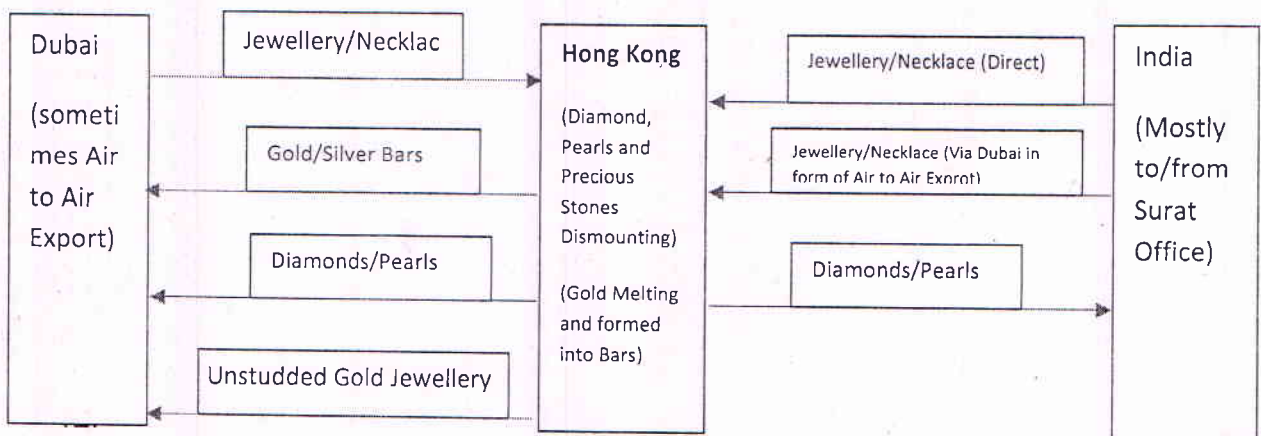 Dubai
(someti
mes Air
to Air
Export)
Jewellery/Necklac
Gold/Silver Bars
Diamonds/Pearls
Unstudded Gold Jewellery
Hong Kong
(Diamond,
Pearls and
Precious
Stones
Dismounting)
(Gold Melting
and formed
into Bars)
Jewellery/Necklace (Direct)
Jewellery/Necklace (Via Dubai in
form of Air to Air Exprot)
Diamonds/Pearls
India
(Mostly
to/from
Surat
Office)